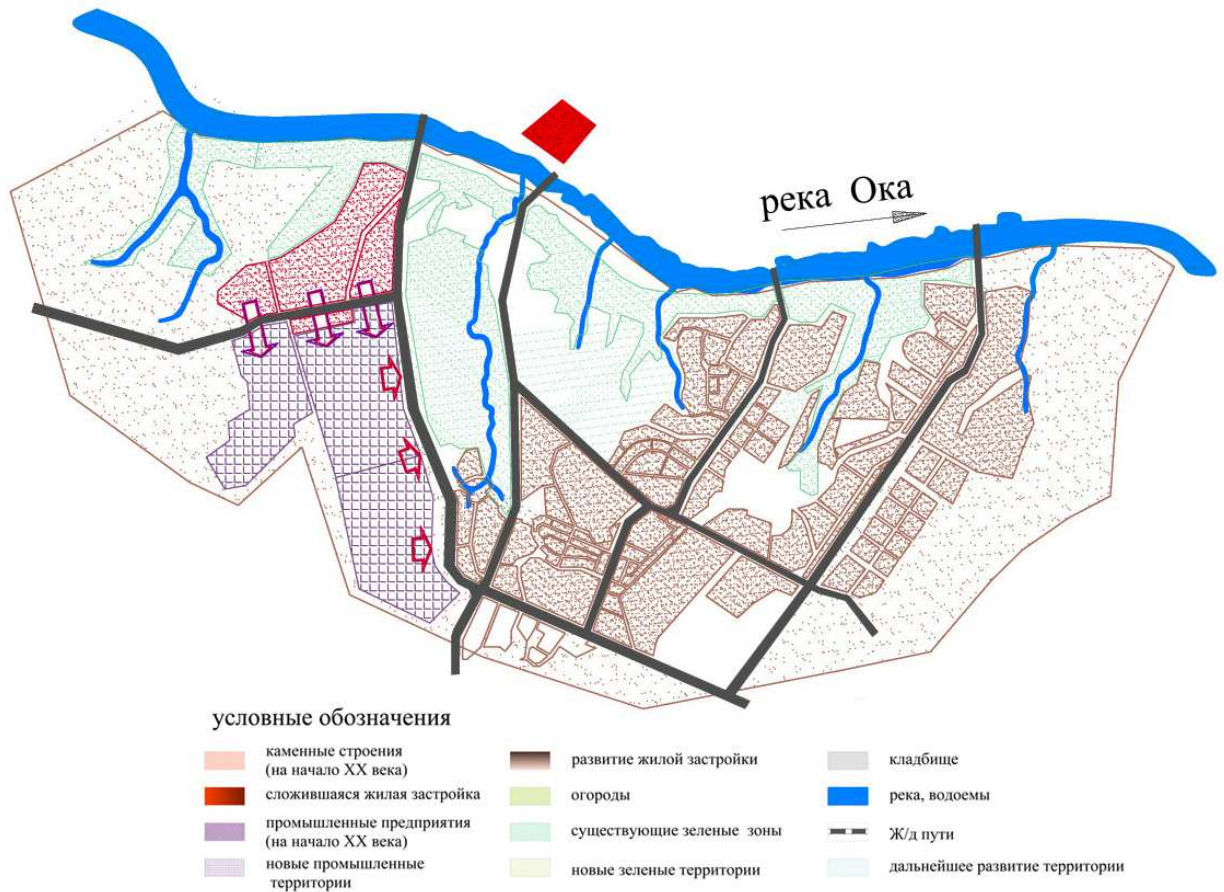 река Ока
условные обозначения
каменные строения
(на начало XX века)
сложившаяся жилая застройка
промышленные предприятия
(на начало XX века)
новые промышленные
территории
развитие жилой застройки
огороды
существующие зеленые зоны
новые зеленые территории
кладбище
река, водоемы
Ж/д пути
дальнейшее развитие территории